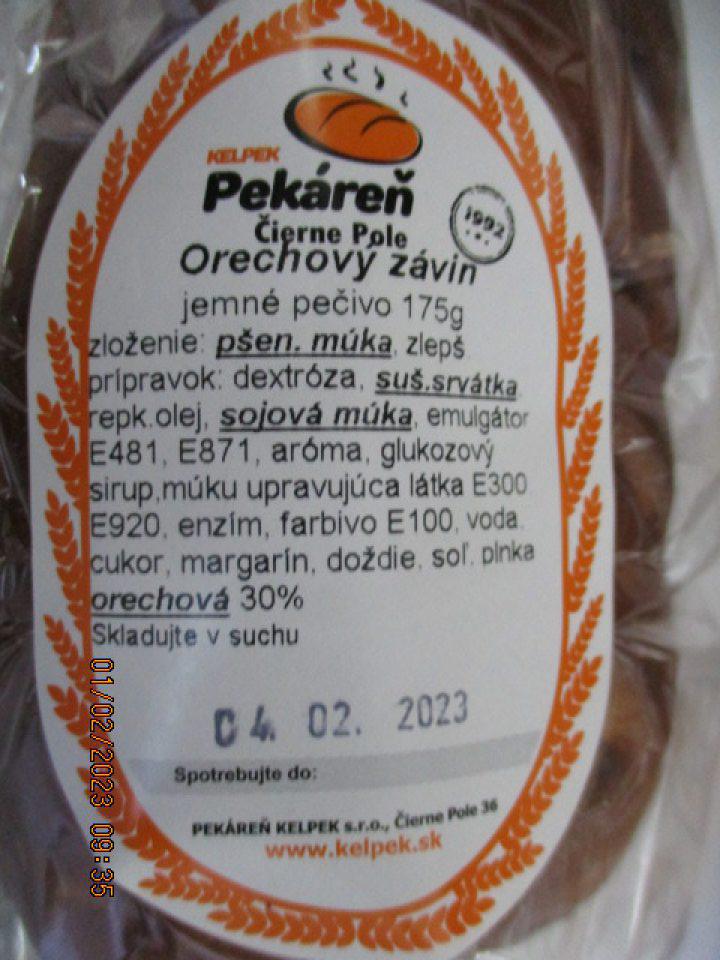 KELPEK
Pekáreň
Čierne Pole
1992
Orechový závin
jemné pečivo 175g
zloženie: pšen. múka, zlepš
prípravok: dextróza, suš.srvátka
repk.olej, sojová múka, emulgátor
E481, E871, aróma, glukozový
sirup,múku upravujúca látka E300
E920, enzím, farbivo E100, voda,
cukor, margarín, doždie, soľ, plnka
orechová 30%
Skladujte v suchu
04. 02. 2023
Spotrebujte do:
PEKÁREŇ KELPEK s.r.o., Čierne Pole 36
www.kelpek.sk
01/02/2023 09:35